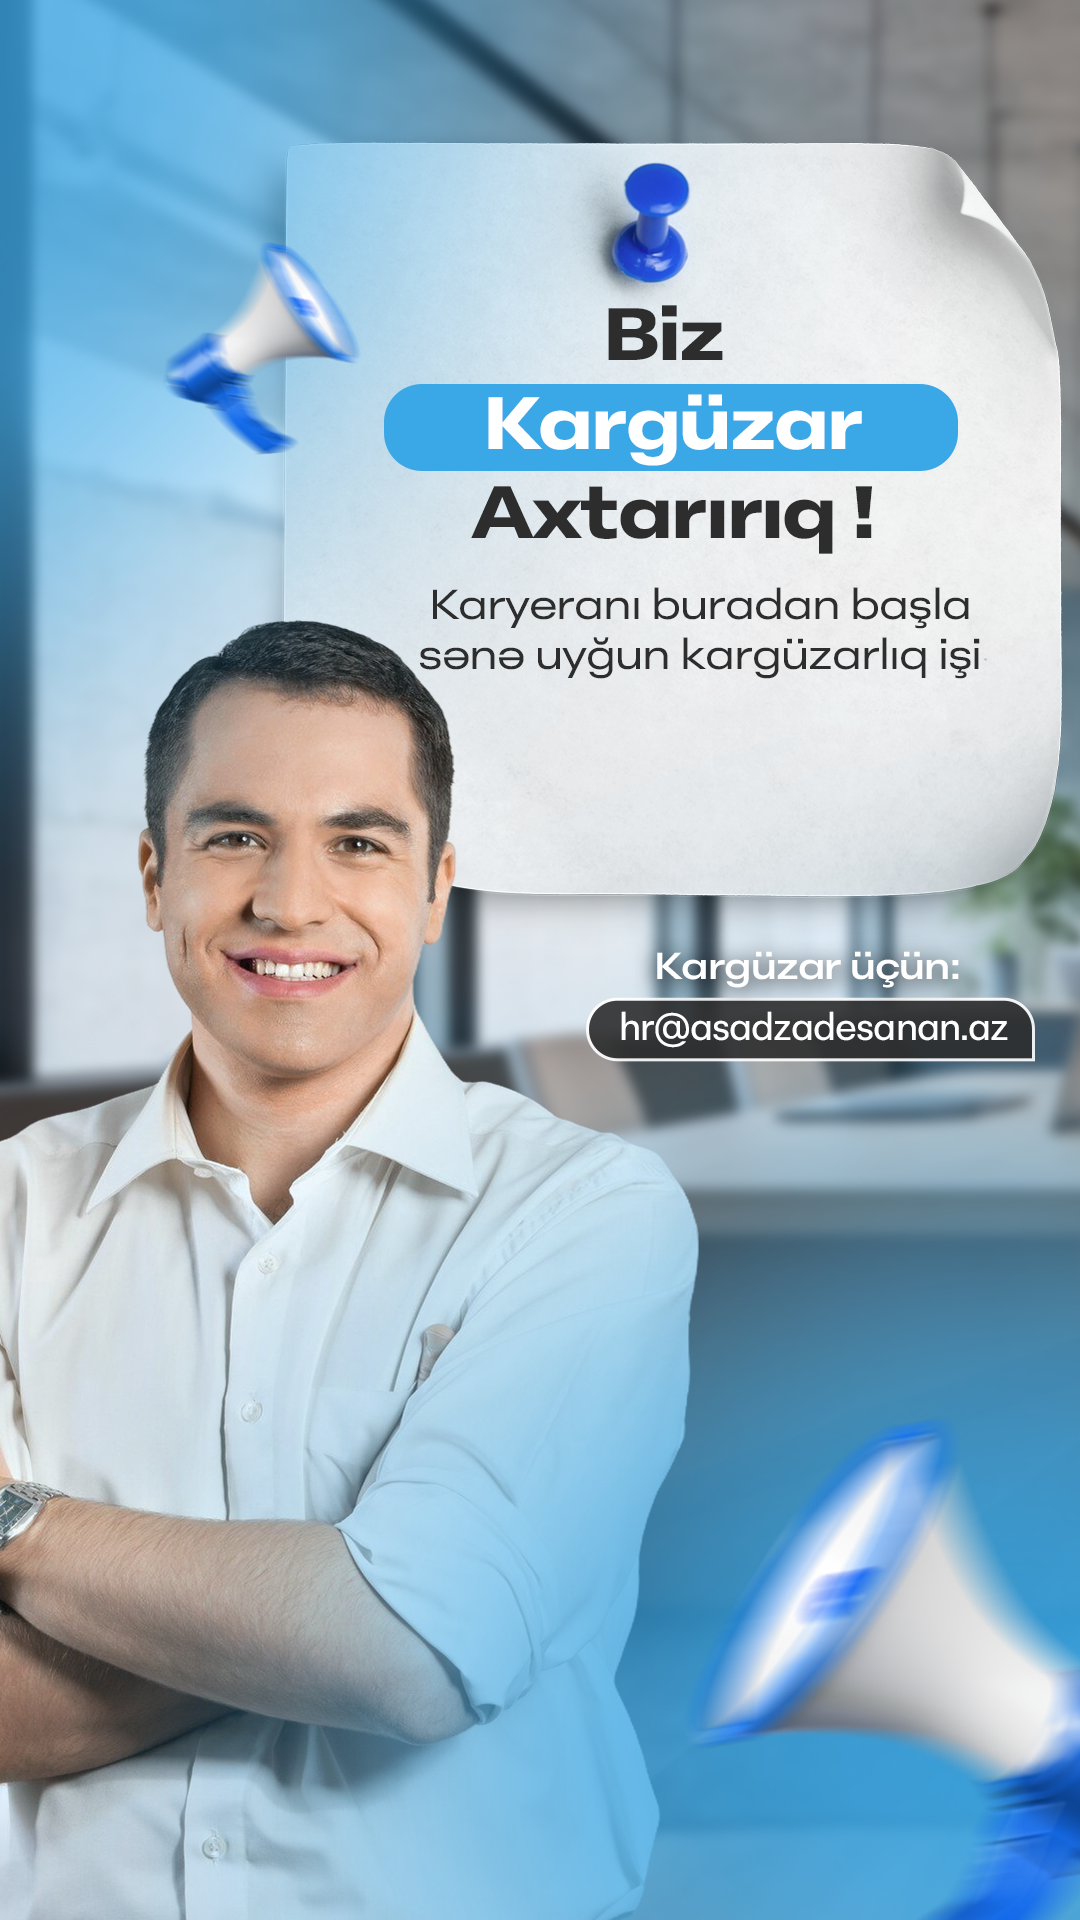 Biz
Kargüzar
Axtarırıq !
Karyeranı buradan başla
sənə uyğun kargüzarlıq işi
Kargüzar üçün:
hr@asadzadesanan.az